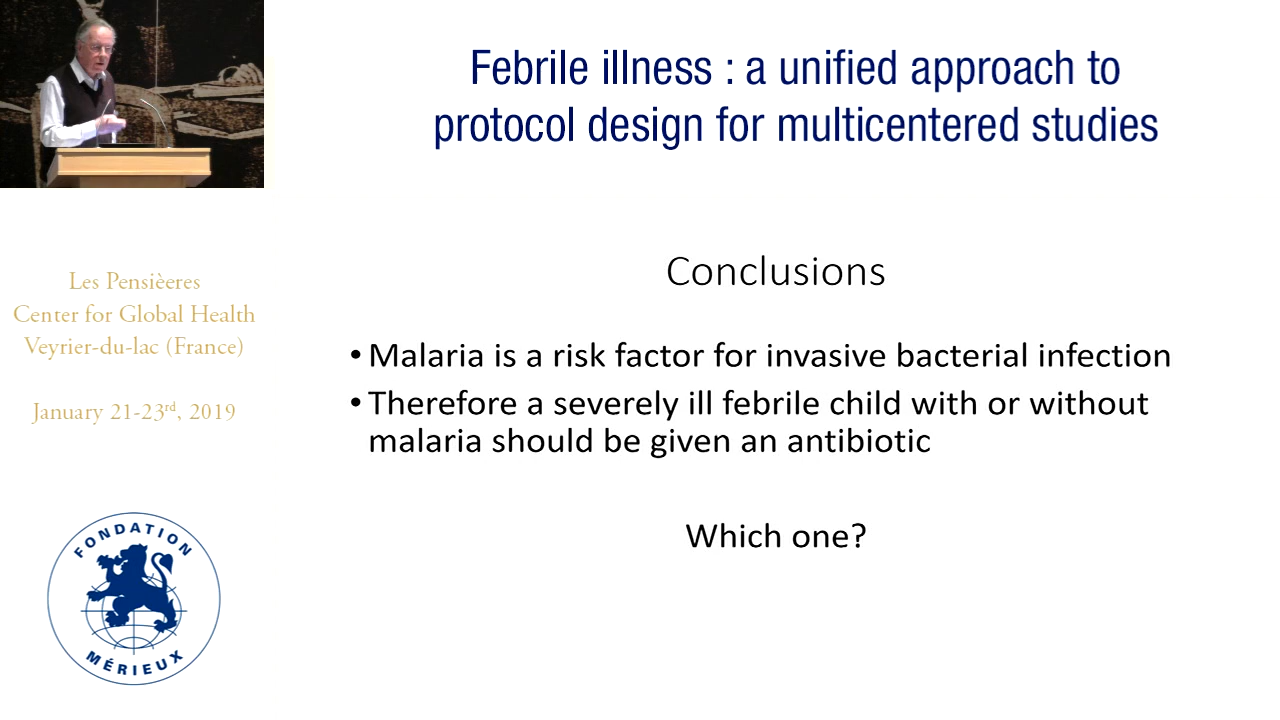 Febrile illness : a unified approach to
protocol design for multicentered studies
Les Pensièeres
Center for Global Health
Veyrier-du-lac (France)
January 21-23rd, 2019
FONDATION
MÉRIEUX
Conclusions
• Malaria is a risk factor for invasive bacterial infection
• Therefore a severely ill febrile child with or without
malaria should be given an antibiotic
Which one?